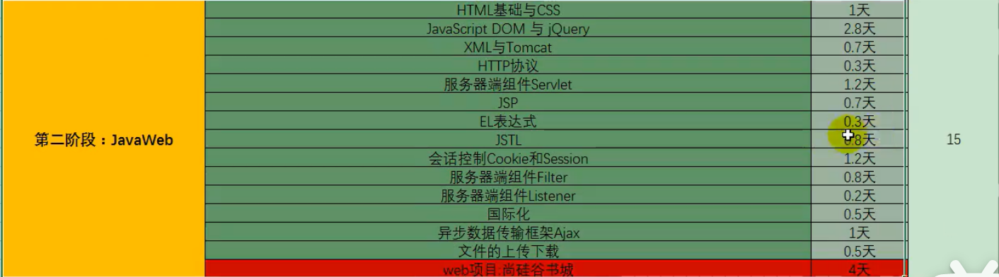 HTML基础与CSS 1天
JavaScript DOM 与 jQuery 2.8天
XML与Tomcat 0.7天
HTTP协议 0.3天
服务器端组件Servlet 1.2天
JSP 0.7天
EL表达式 0.3天
第二阶段：JavaWeb JSTL 0.8天 15
会话控制Cookie和Session 1.2天
服务器端组件Filter 0.8天
服务器端组件Listener 0.2天
国际化 0.5天
异步数据传输框架Ajax 1天
文件的上传下载 0.5天
web项目:尚硅谷书城 4天